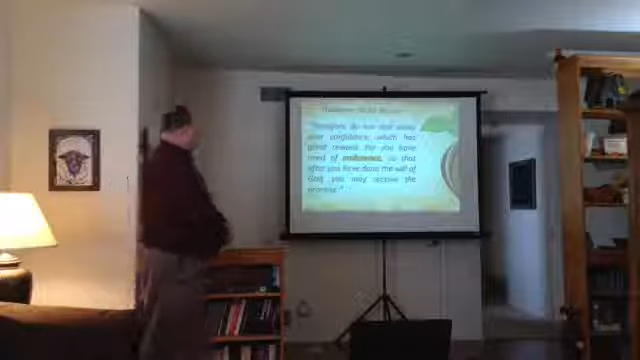 "Therefore, do not cast away
your confidence, which has
great reward. For you have
need of endurance, so that
after you have done the will of
God, you may receive the
promise."